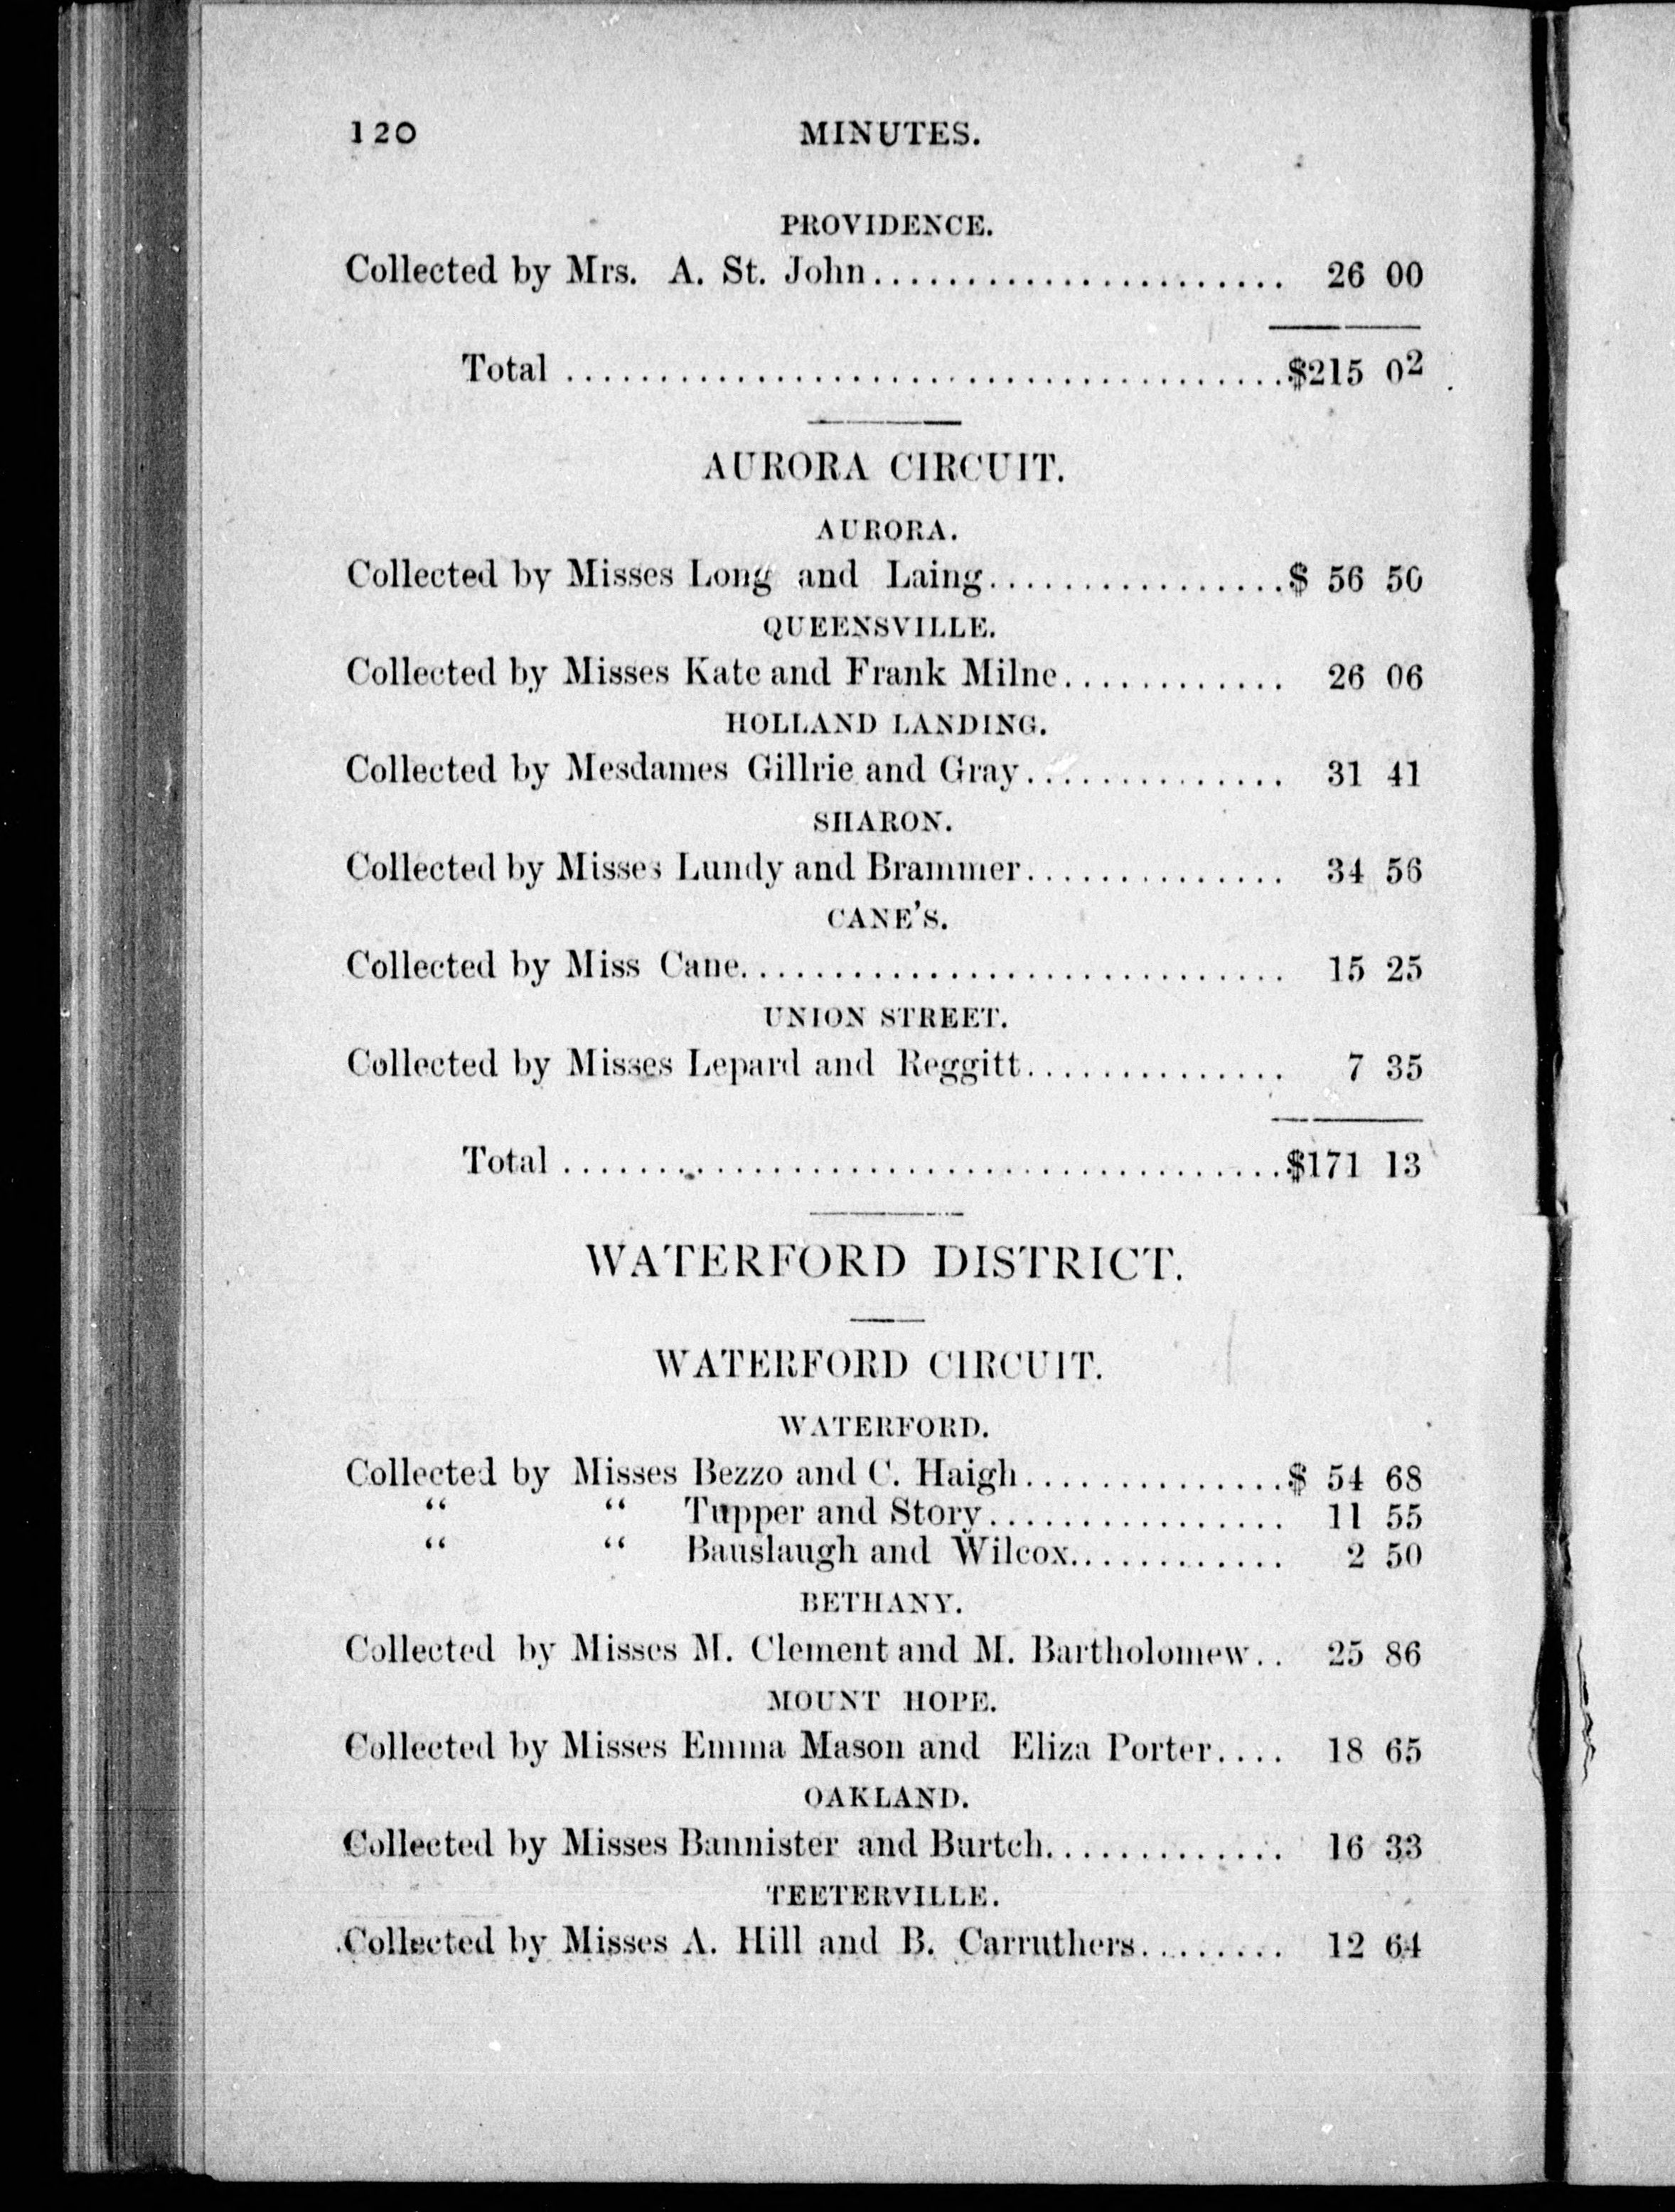 120 MINUTES.
PROVIDENCE.
Collected by Mrs. A. St. John....................... 26 00
Total .......................................$215 02
AURORA CIRCUIT.
AURORA.
Collected by Misses Long and Laing................$ 56 50
QUEENSVILLE.
Collected by Misses Kate and Frank Milne............ 26 06
HOLLAND LANDING.
Collected by Mesdames Gillrie and Gray.............. 31 41
SHARON.
Collected by Misses Lundy and Brammer.............. 34 56
CANE'S.
Collected by Miss Cane.............................. 15 25
UNION STREET.
Collected by Misses Lepard and Reggitt.............. 7 35
Total .......................................$171 13
WATERFORD DISTRICT.
WATERFORD CIRCUIT.
WATERFORD.
Collected by Misses Bezzo and C. Haigh..............$ 54 68
“ “ Tupper and Story................ 11 55
“ “ Bauslaugh and Wilcox............ 2 50
BETHANY.
Collected by Misses M. Clement and M. Bartholomew.. 25 86
MOUNT HOPE.
Collected by Misses Emma Mason and Eliza Porter.... 18 65
OAKLAND.
Collected by Misses Bannister and Burtch............. 16 33
TEETERVILLE.
Collected by Misses A. Hill and B. Carruthers........ 12 64